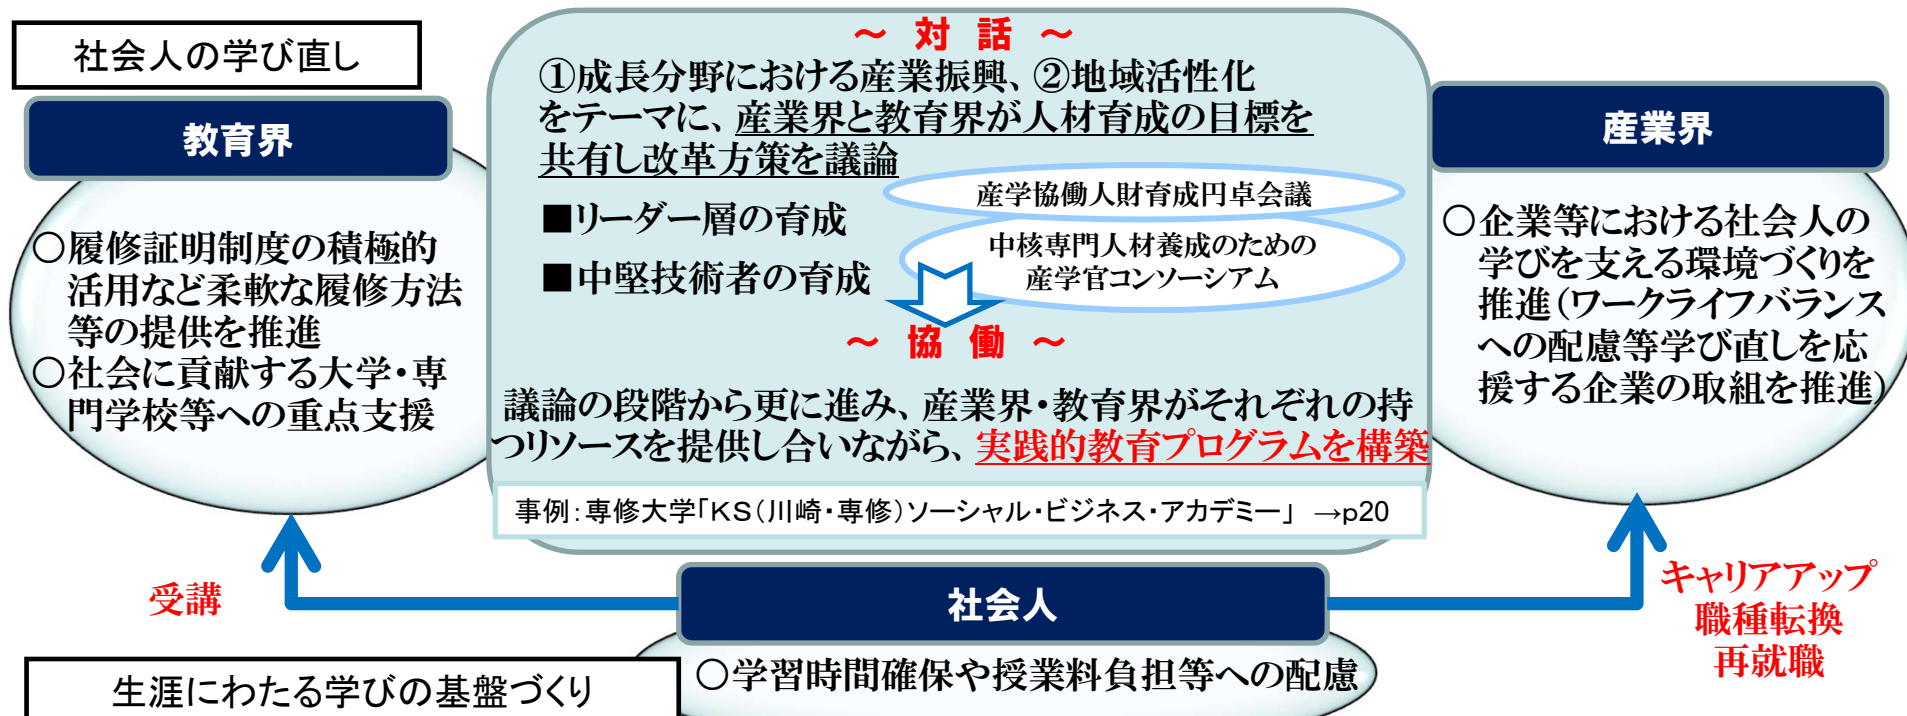 社会人の学び直し
教育界
〇履修証明制度の積極的
活用など柔軟な履修方法
等の提供を推進
〇社会に貢献する大学・専
門学校等への重点支援
～ 対 話 ～
①成長分野における産業振興、②地域活性化
をテーマに、産業界と教育界が人材育成の目標を
共有し改革方策を議論
■リーダー層の育成
■中堅技術者の育成
産学協働人財育成円卓会議
中核専門人材養成のための
産学官コンソーシアム
～ 協 働 ～
議論の段階から更に進み、産業界・教育界がそれぞれの持
つリソースを提供し合いながら、実践的教育プログラムを構築
事例：専修大学「KS（川崎・専修）ソーシャル・ビジネス・アカデミー」 →p20
産業界
〇企業等における社会人の
学びを支える環境づくりを
推進（ワークライフバランス
への配慮等学び直しを応
援する企業の取組を推進）
受講
社会人
〇学習時間確保や授業料負担等への配慮
キャリアアップ
職種転換
再就職
生涯にわたる学びの基盤づくり